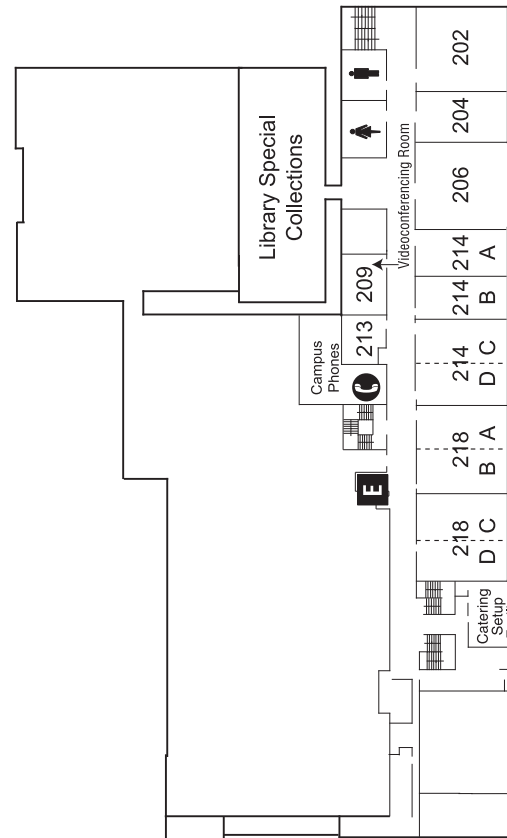 202
204
206
214
A
214
B
214
D C
218
B A
218
D C
Library Special
Collections
Videoconferencing Room
209
213
Campus
Phones
E
Catering
Setup